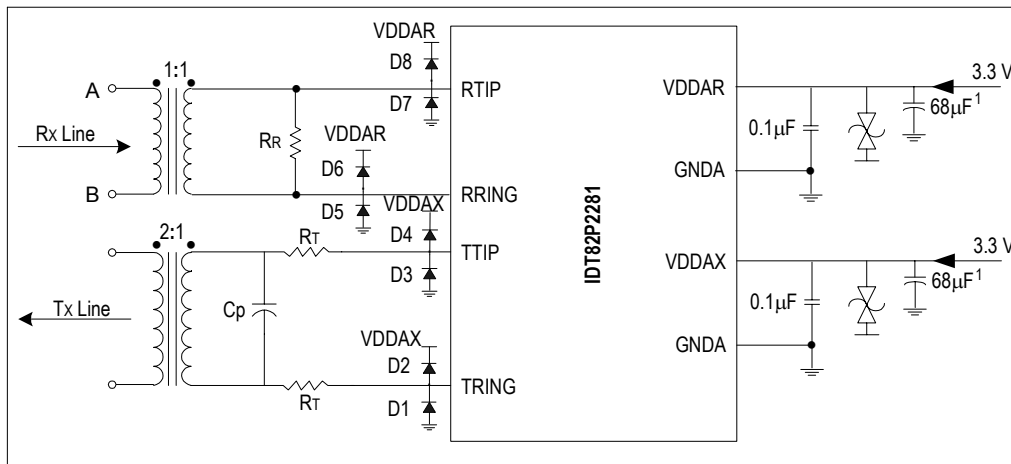 A
Rx Line
B
1:1
RR
VDDAR
D8
D7
VDDAR
D6
D5
2:1
Tx Line
Cp
RT
RT
VDDAX
D4
D3
VDDAX
D2
D1
RTIP
RRING
TTIP
TRING
IDT82P2281
VDDAR
GNDA
VDDAX
GNDA
3.3 V
0.1µF
68µF1
3.3 V
0.1µF
68µF1